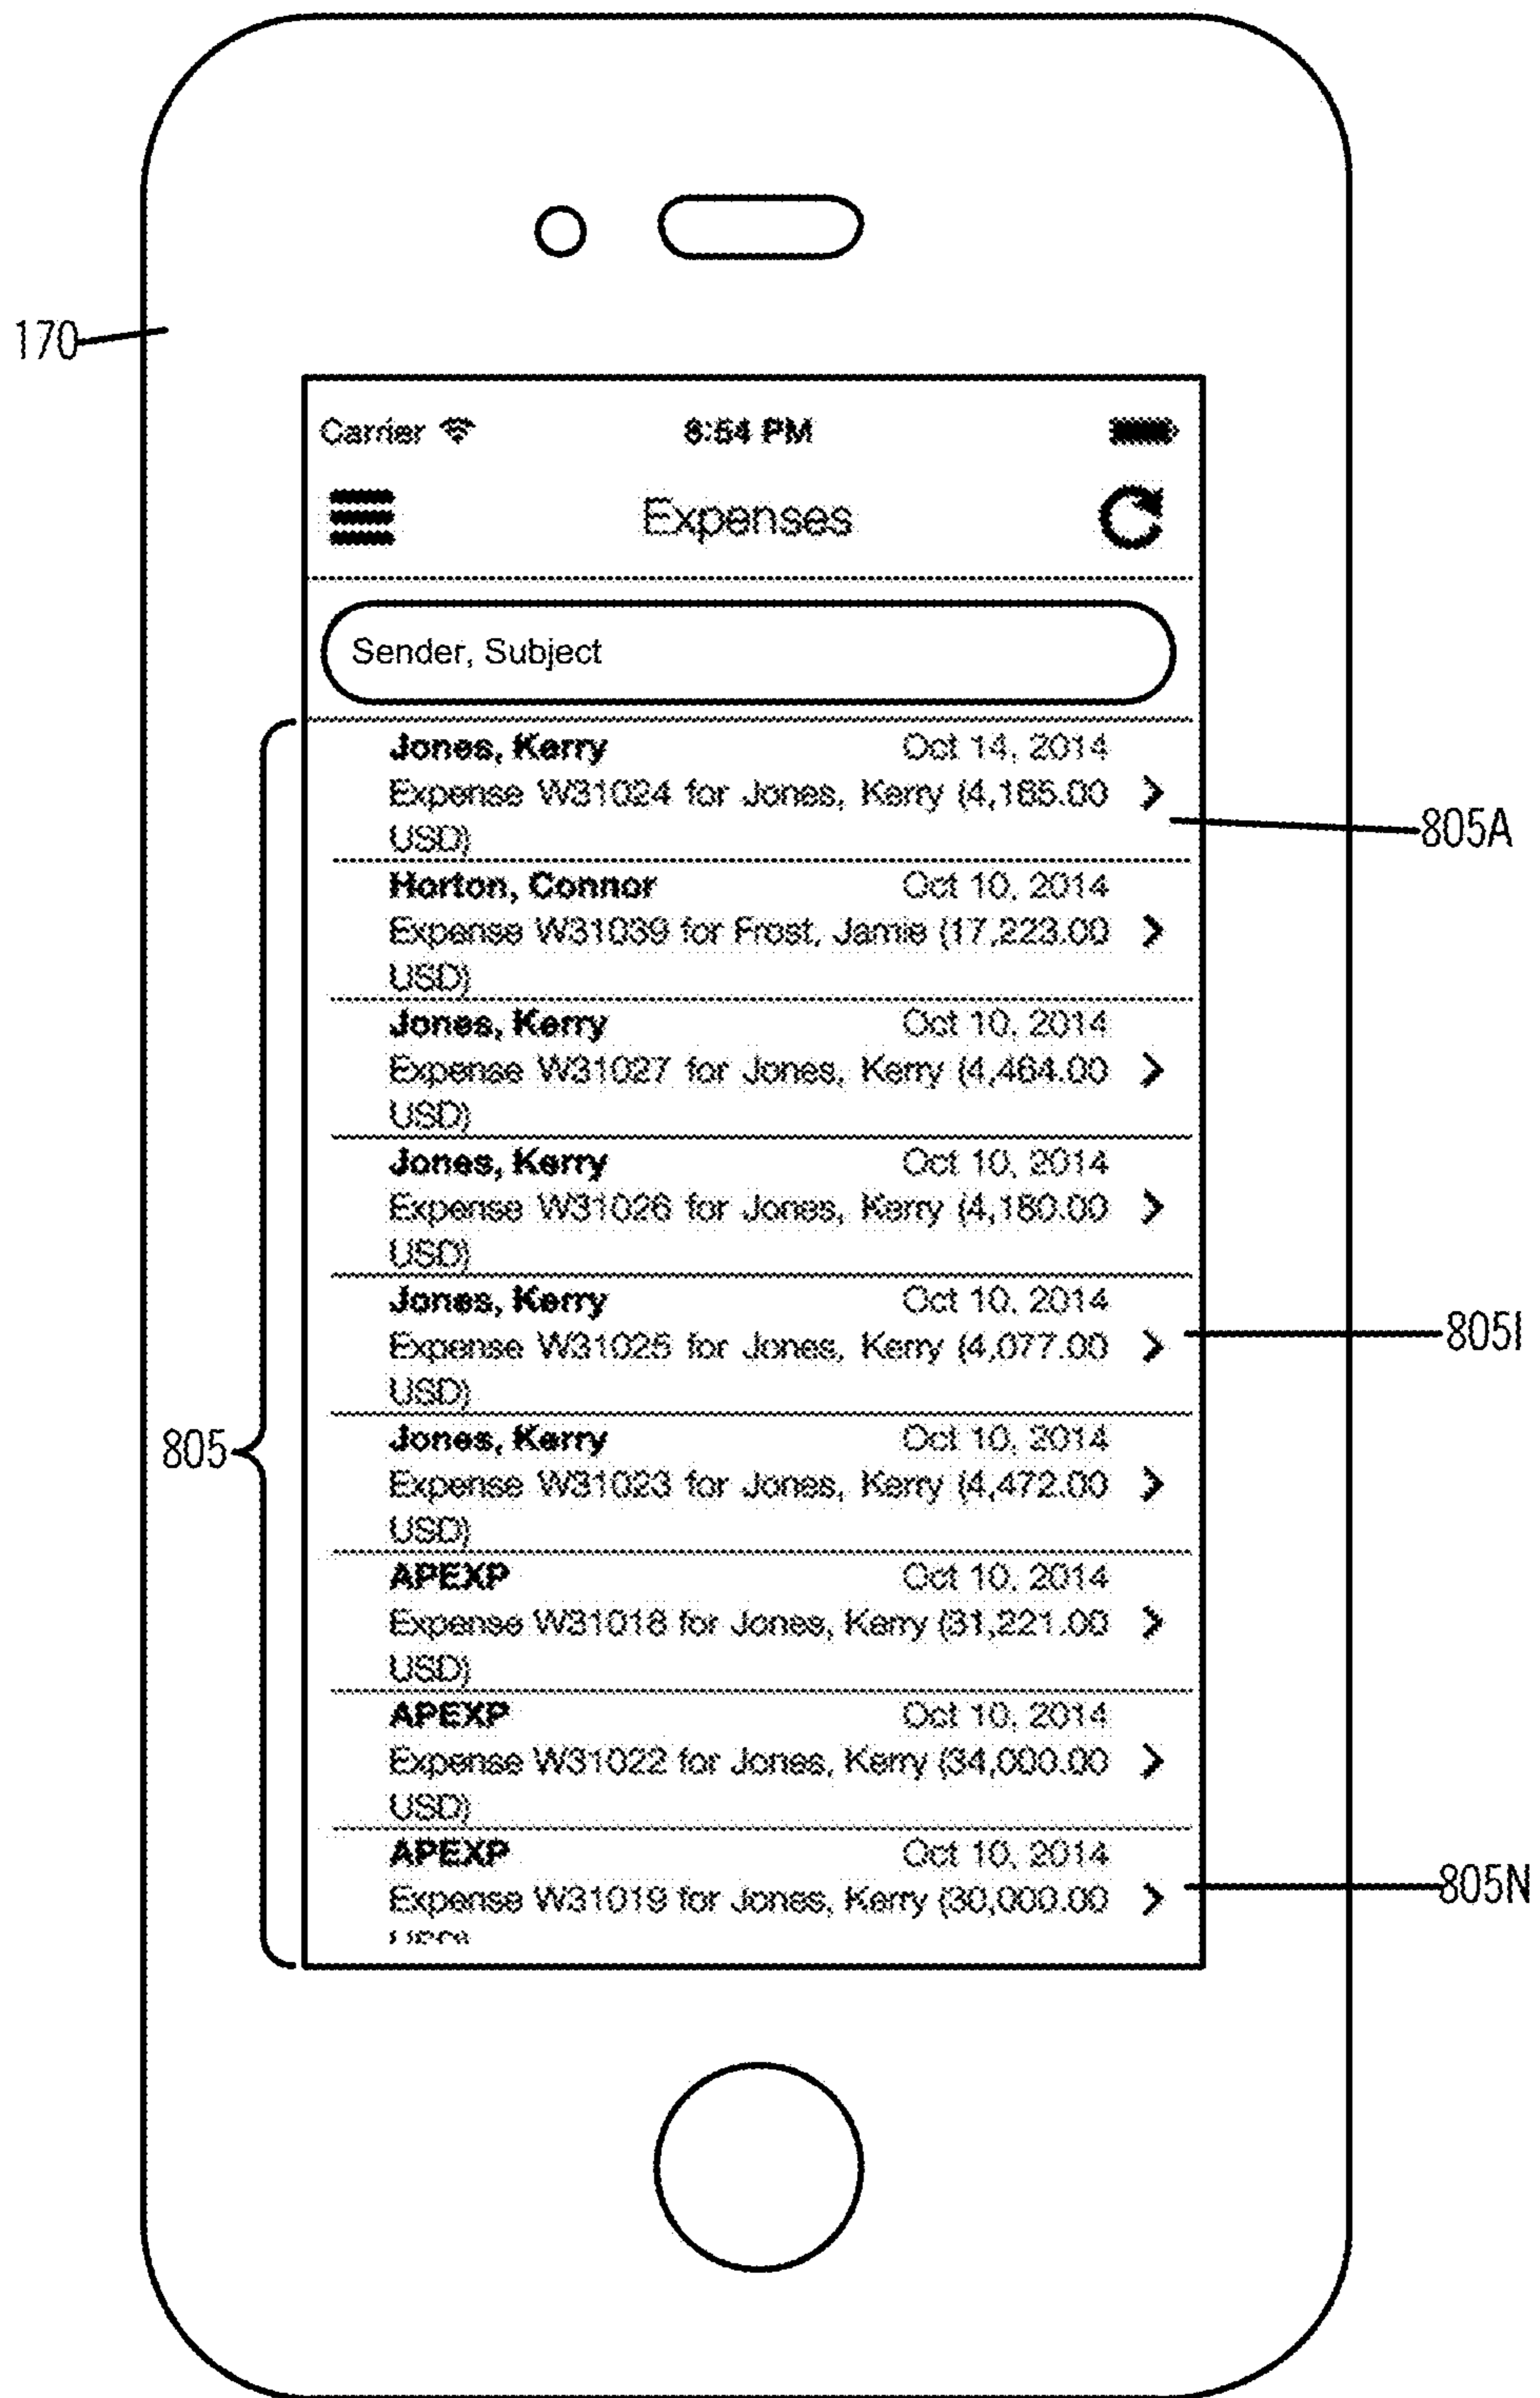 170
Carrier
6:54 PM
Expenses
Sender, Subject
Jones, Kerry Oct 14, 2014
Expense W31024 for Jones, Kerry (4,165.00
USD)
805A
Horton, Connor Oct 10, 2014
Expense W31039 for Frost, Jamie (17,223.00
USD)
Jones, Kerry Oct 10, 2014
Expense W31027 for Jones, Kerry (4,464.00
USD)
Jones, Kerry Oct 10, 2014
Expense W31026 for Jones, Kerry (4,180.00
USD)
Jones, Kerry Oct 10, 2014
Expense W31025 for Jones, Kerry (4,077.00
USD)
805I
805
Jones, Kerry Oct 10, 2014
Expense W31023 for Jones, Kerry (4,472.00
USD)
APEXP Oct 10, 2014
Expense W31018 for Jones, Kerry (31,221.00
USD)
APEXP Oct 10, 2014
Expense W31022 for Jones, Kerry (34,000.00
USD)
APEXP Oct 10, 2014
Expense W31019 for Jones, Kerry (30,000.00
805N